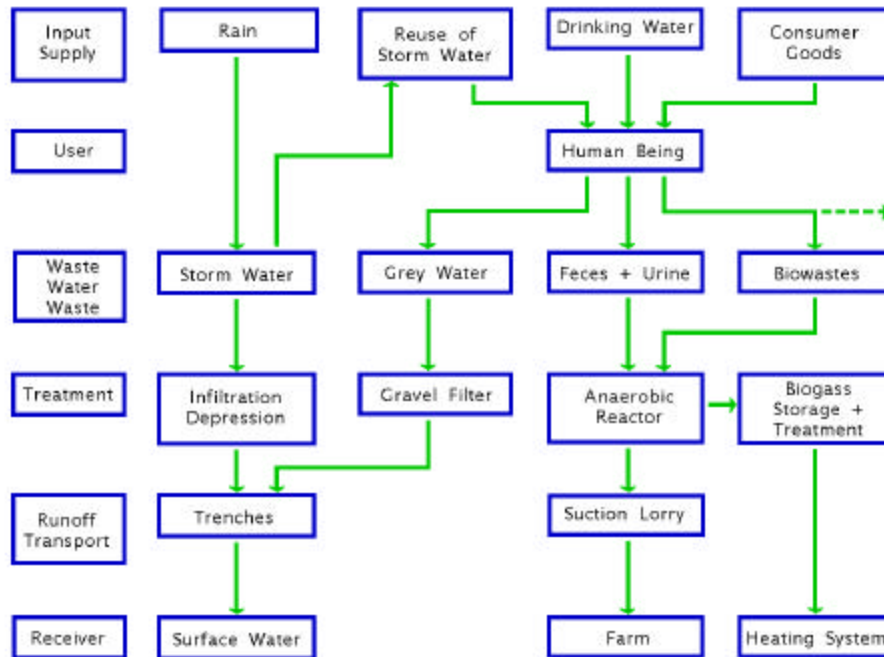 Input
Supply
Rain
Reuse of
Storm Water
Drinking Water
Consumer
Goods
User
Human Being
Waste
Water
Waste
Storm Water
Grey Water
Feces + Urine
Biowastes
Treatment
Infiltration
Depression
Gravel Filter
Anaerobic
Reactor
Biogass
Storage +
Treatment
Runoff
Transport
Trenches
Suction Lorry
Receiver
Surface Water
Farm
Heating System